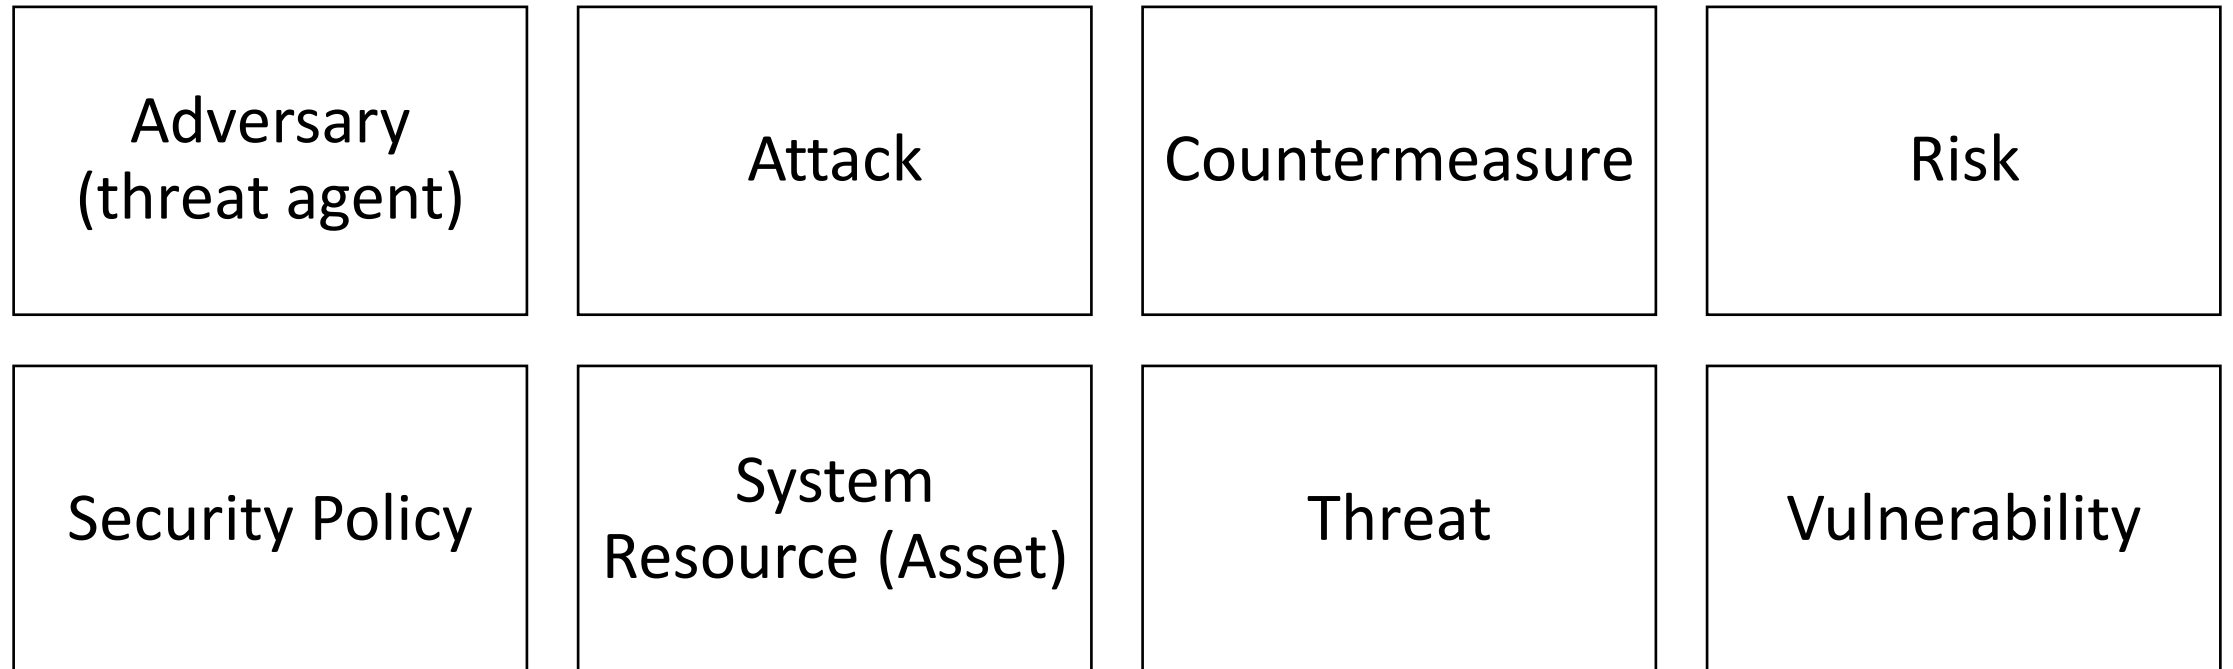 Adversary
(threat agent)
Attack
Countermeasure
Risk
Security Policy
System
Resource (Asset)
Threat
Vulnerability